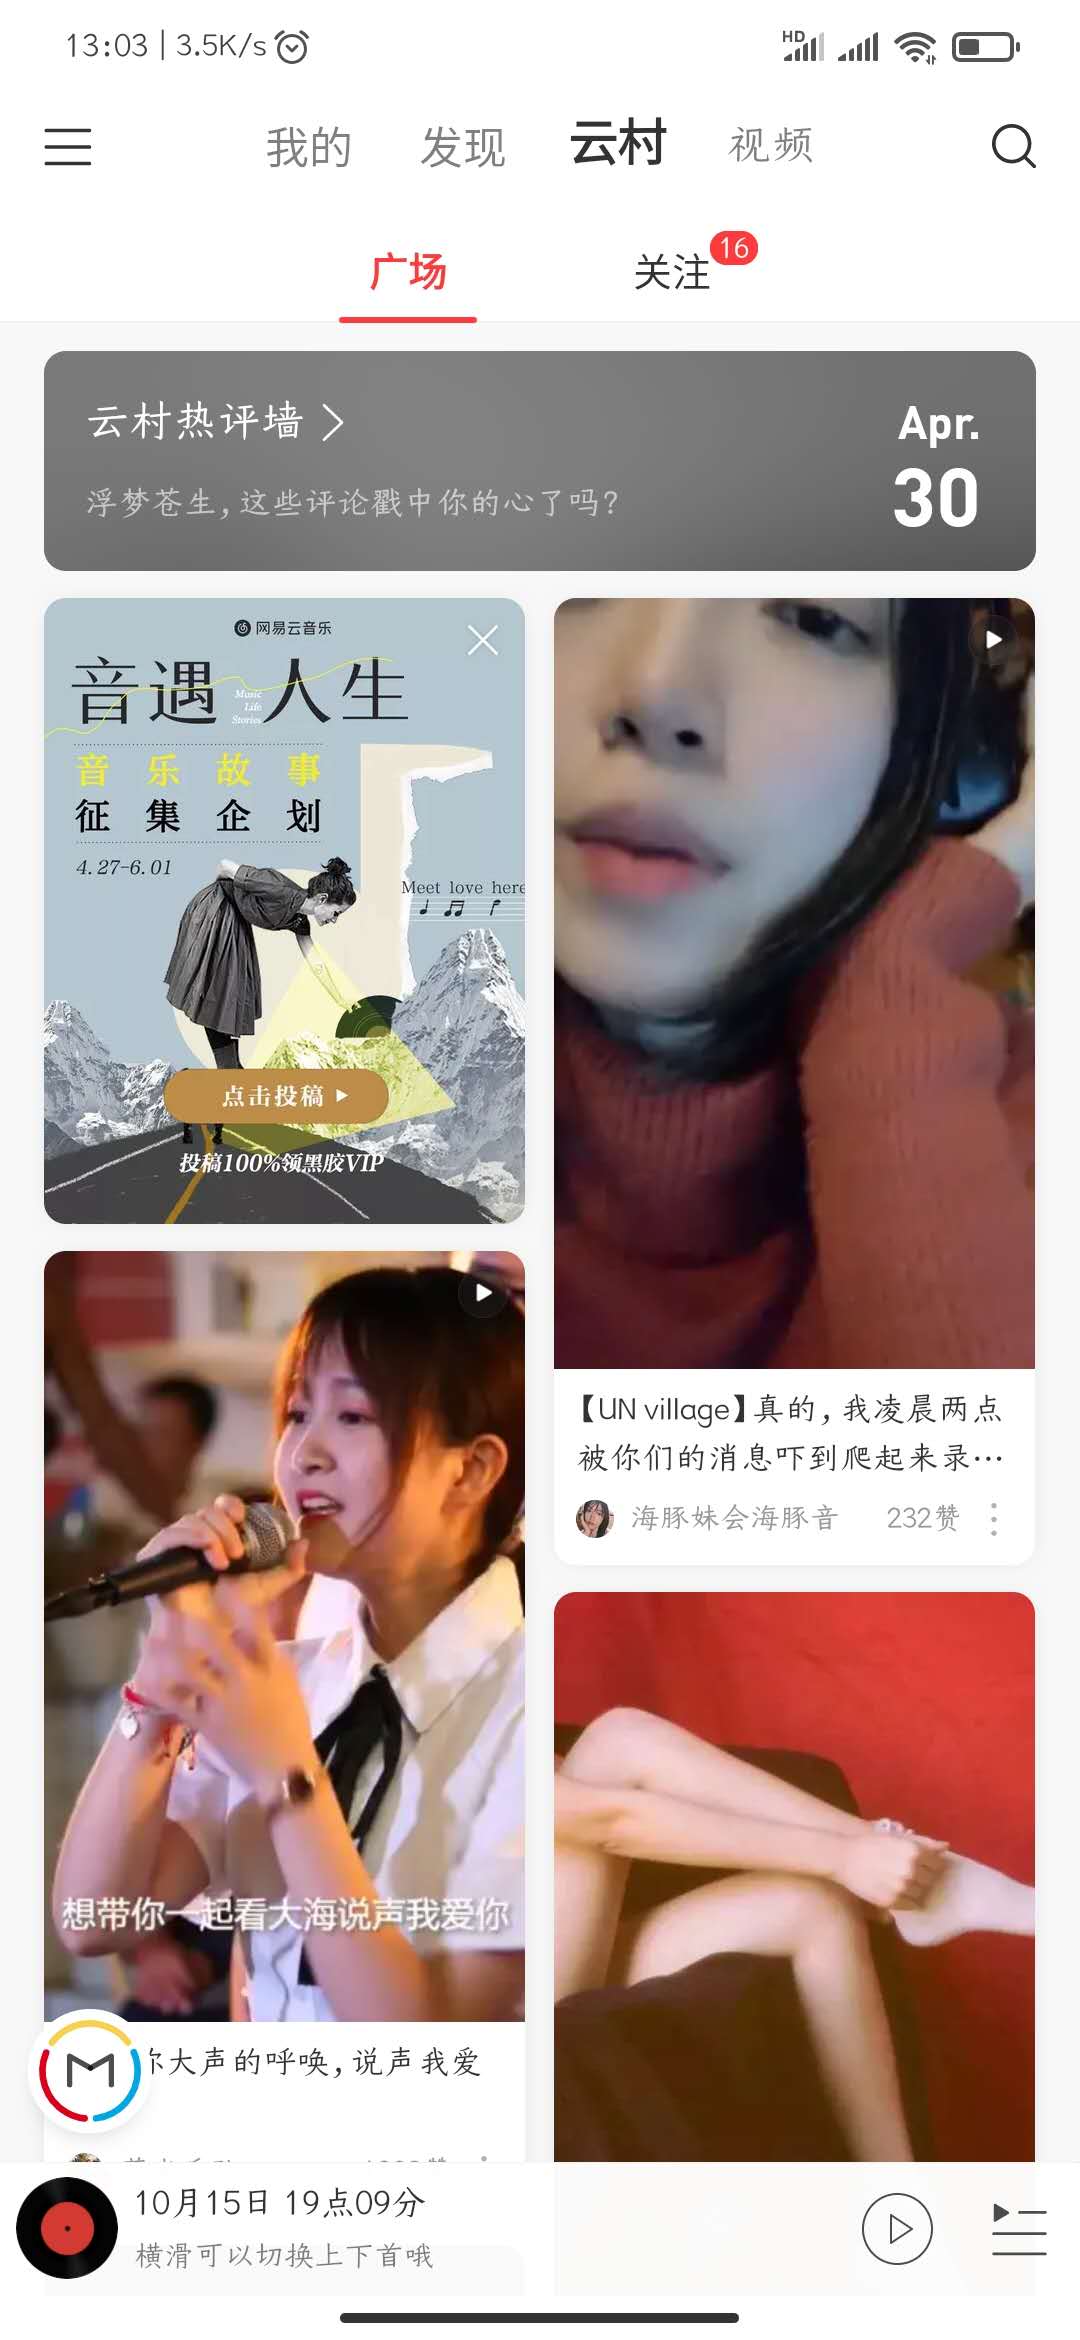 13:03 | 3.5K/s
HD
我的 发现 云村 视频
广场 关注 16
云村热评墙
浮梦苍生，这些评论戳中你的心了吗？
Apr.
30
网易云音乐
音遇人生
Music
Life
Stories
音乐故事
征集企划
4.27-6.01
Meet love here
点击投稿
投稿100%领黑胶VIP
【UN village】真的，我凌晨两点
被你们的消息吓到爬起来录…
海豚妹会海豚音 232赞
想带你一起看大海说声我爱你
你大声的呼唤，说声我爱
10月15日 19点09分
横滑可以切换上下首哦